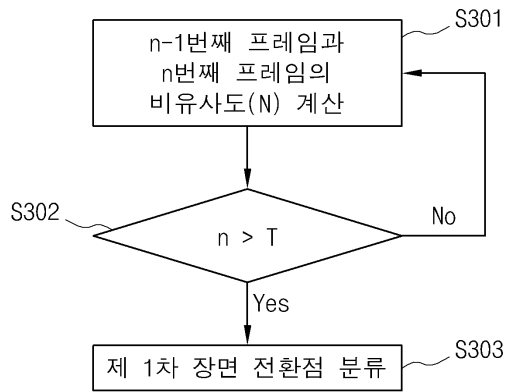 S301
n-1번째 프레임과
n번째 프레임의
비유사도(N) 계산
S302
n > T
No
Yes
S303
제 1차 장면 전환점 분류